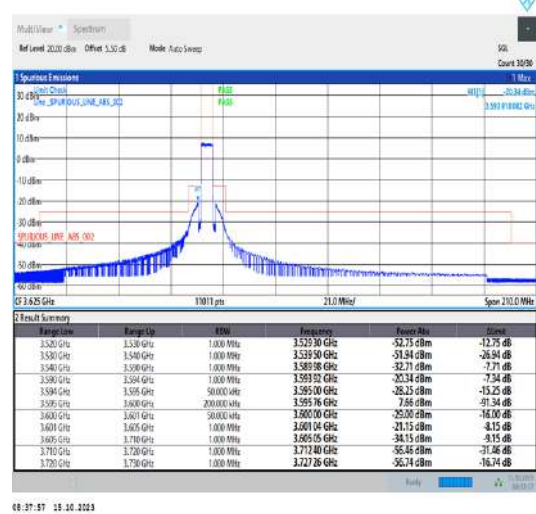 MultiView Spectrum
Ref Level 20.00 dBm Offset 5.50 dB Mode Auto Sweep SGL
Count 30/30
1 Spurious Emissions 1 Max
Limit Check PASS M1[1] -20.34 dBm
Line _SPURIOUS_LINE_ABS_002 PASS 3.593 918082 GHz
30 dBm
20 dBm
10 dBm
0 dBm
-10 dBm
-20 dBm
-30 dBm
_SPURIOUS_LINE_ABS_002
-40 dBm
-50 dBm
-60 dBm
CF 3.625 GHz 11011 pts 21.0 MHz/ Span 210.0 MHz
2 Result Summary
Range Low Range Up RBW Frequency Power Abs ΔLimit
3.520 GHz 3.530 GHz 1.000 MHz 3.52930 GHz -52.75 dBm -12.75 dB
3.530 GHz 3.540 GHz 1.000 MHz 3.53950 GHz -51.94 dBm -26.94 dB
3.540 GHz 3.590 GHz 1.000 MHz 3.58998 GHz -32.71 dBm -7.71 dB
3.590 GHz 3.594 GHz 1.000 MHz 3.59392 GHz -20.34 dBm -7.34 dB
3.594 GHz 3.595 GHz 50.000 kHz 3.59500 GHz -28.25 dBm -15.25 dB
3.595 GHz 3.600 GHz 200.000 kHz 3.59576 GHz 7.66 dBm -91.34 dB
3.600 GHz 3.601 GHz 50.000 kHz 3.60000 GHz -29.00 dBm -16.00 dB
3.601 GHz 3.605 GHz 1.000 MHz 3.60104 GHz -21.15 dBm -8.15 dB
3.605 GHz 3.710 GHz 1.000 MHz 3.60505 GHz -34.15 dBm -9.15 dB
3.710 GHz 3.720 GHz 1.000 MHz 3.71240 GHz -56.46 dBm -31.46 dB
3.720 GHz 3.730 GHz 1.000 MHz 3.72726 GHz -56.74 dBm -16.74 dB
Ready
08:37:57 15.10.2023